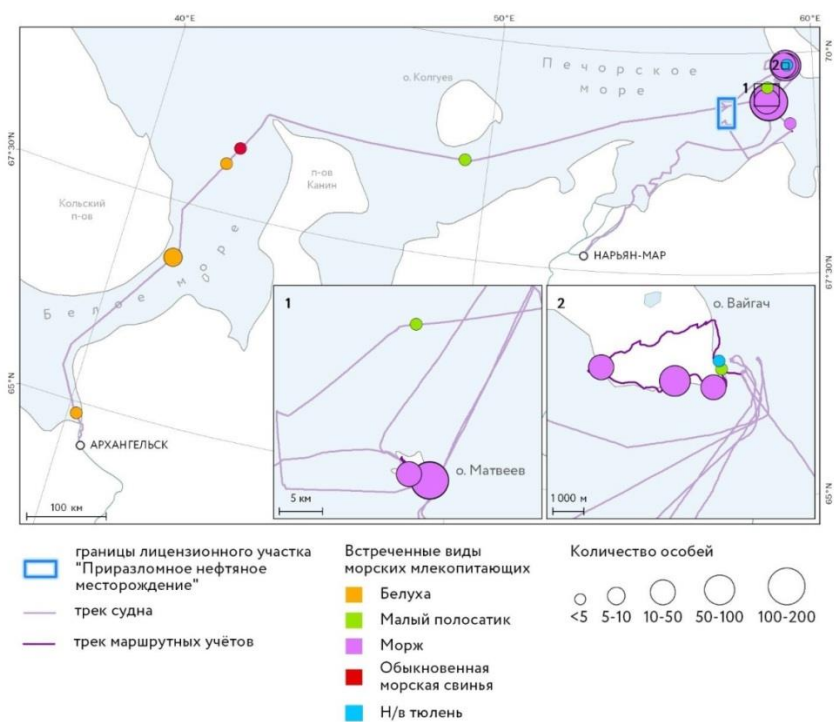 40°E
50°E
60°E
70°N
Печорское
море
о. Колгуев
2
1
67°30'
п-ов
Канин
Кольский
п-ов
НАРЬЯН-МАР
67°30'N
Белое море
65°
АРХАНГЕЛЬСК
100 км
1
о. Матвеев
5 км
2
о. Вайгач
1 000 м
65°N
границы лицензионного участка
"Приразломное нефтяное
месторождение"
трек судна
трек маршрутных учётов
Встреченные виды
морских млекопитающих
Белуха
Малый полосатик
Морж
Обыкновенная
морская свинья
Н/в тюлень
Количество особей
<5 5-10 10-50 50-100 100-200